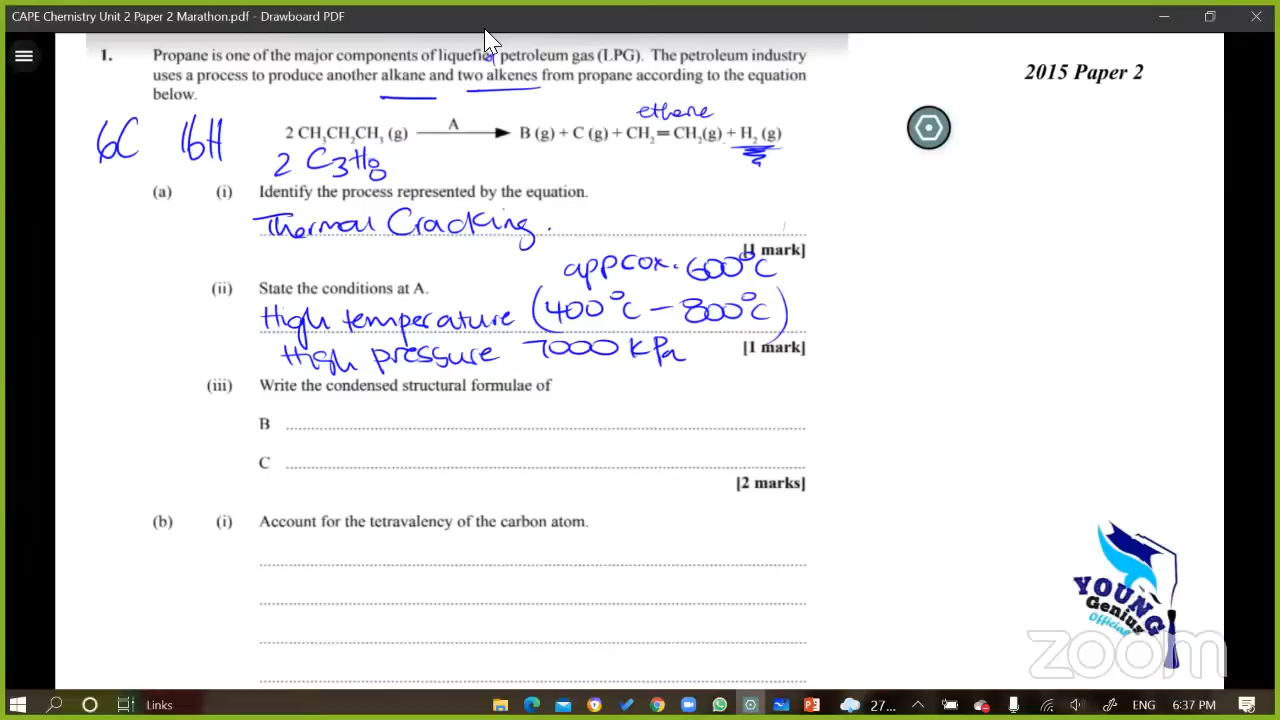 CAPE Chemistry Unit 2 Paper 2 Marathon.pdf - Drawboard PDF
1. Propane is one of the major components of liquefied petroleum gas (LPG). The petroleum industry
uses a process to produce another alkane and two alkenes from propane according to the equation
below.
2015 Paper 2
ethene
6C 16H
2 CH₃CH₂CH₃ (g) A → B (g) + C (g) + CH₂=CH₂(g) + H₂ (g)
2 C3H8
(a) (i) Identify the process represented by the equation.
Thermal Cracking.
[1 mark]
approx. 600°C
(ii) State the conditions at A.
High temperature (400°C - 800°C)
High pressure 7000 KPa
[1 mark]
(iii) Write the condensed structural formulae of
B
C
[2 marks]
(b) (i) Account for the tetravalency of the carbon atom.
YOUNG
Genius
Official
zoom
Links
27...
ENG
6:37 PM